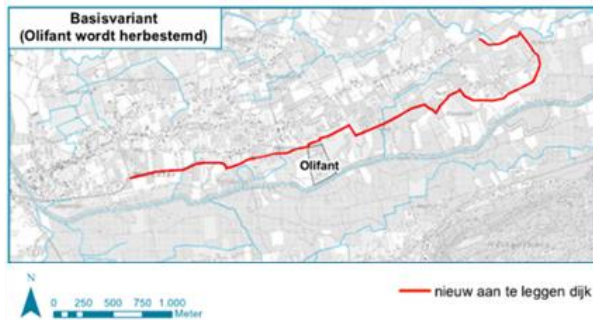 Basisvariant
(Olifant wordt herbestemd)
Olifant
N
0 250 500 750 1.000
Meter
nieuw aan te leggen dijk